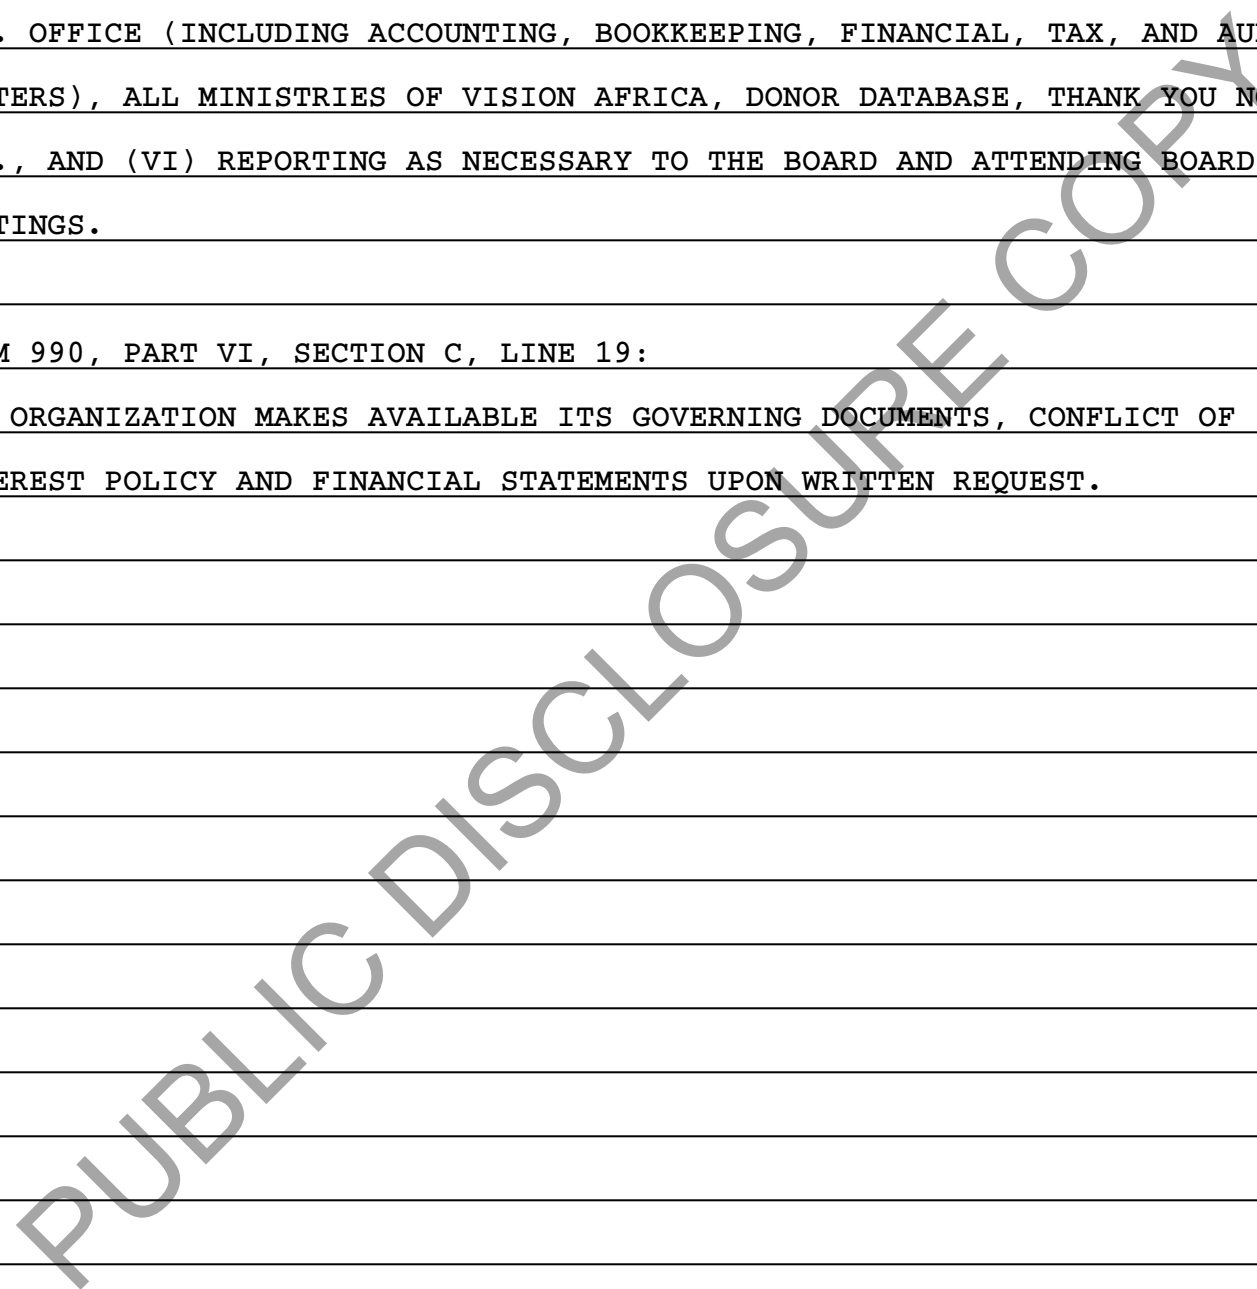 . OFFICE (INCLUDING ACCOUNTING, BOOKKEEPING, FINANCIAL, TAX, AND
TERS), ALL MINISTRIES OF VISION AFRICA, DONOR DATABASE, THANK YOU
., AND (VI) REPORTING AS NECESSARY TO THE BOARD AND ATTENDING BOARD
TINGS.
M 990, PART VI, SECTION C, LINE 19:
ORGANIZATION MAKES AVAILABLE ITS GOVERNING DOCUMENTS, CONFLICT OF
EREST POLICY AND FINANCIAL STATEMENTS UPON WRITTEN REQUEST.
PUBLIC DISCLOSURE COPY